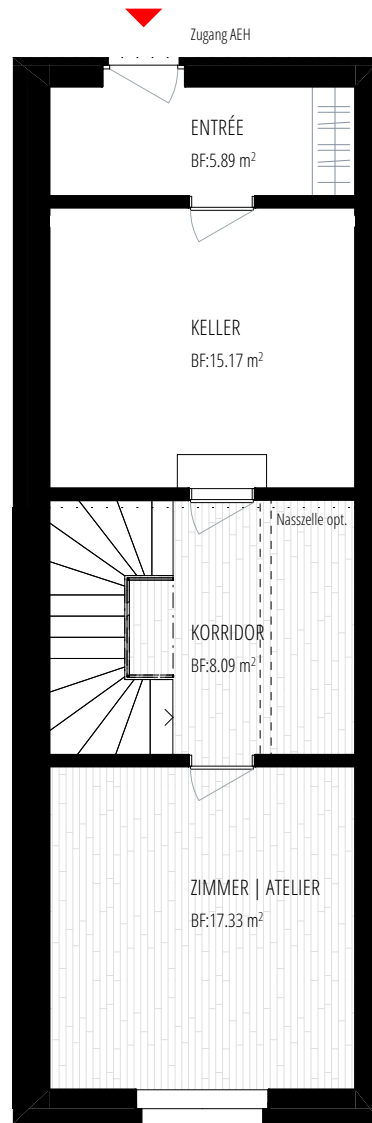 Zugang AEH
ENTRÉE
BF:5.89 m²
KELLER
BF:15.17 m²
Nasszelle opt.
KORRIDOR
BF:8.09 m²
ZIMMER | ATELIER
BF:17.33 m²